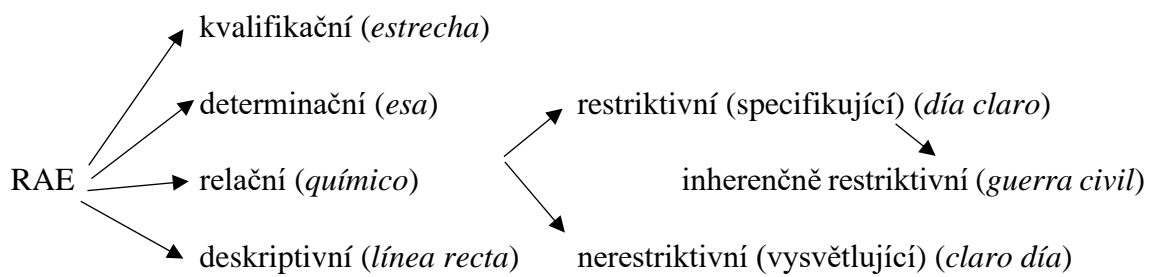 kvalifikační (estrecha)
determinační (esa) restriktivní (specifikující) (día claro)
RAE relační (químico) inherenčně restriktivní (guerra civil)
deskriptivní (línea recta) nerestriktivní (vysvětlující) (claro día)